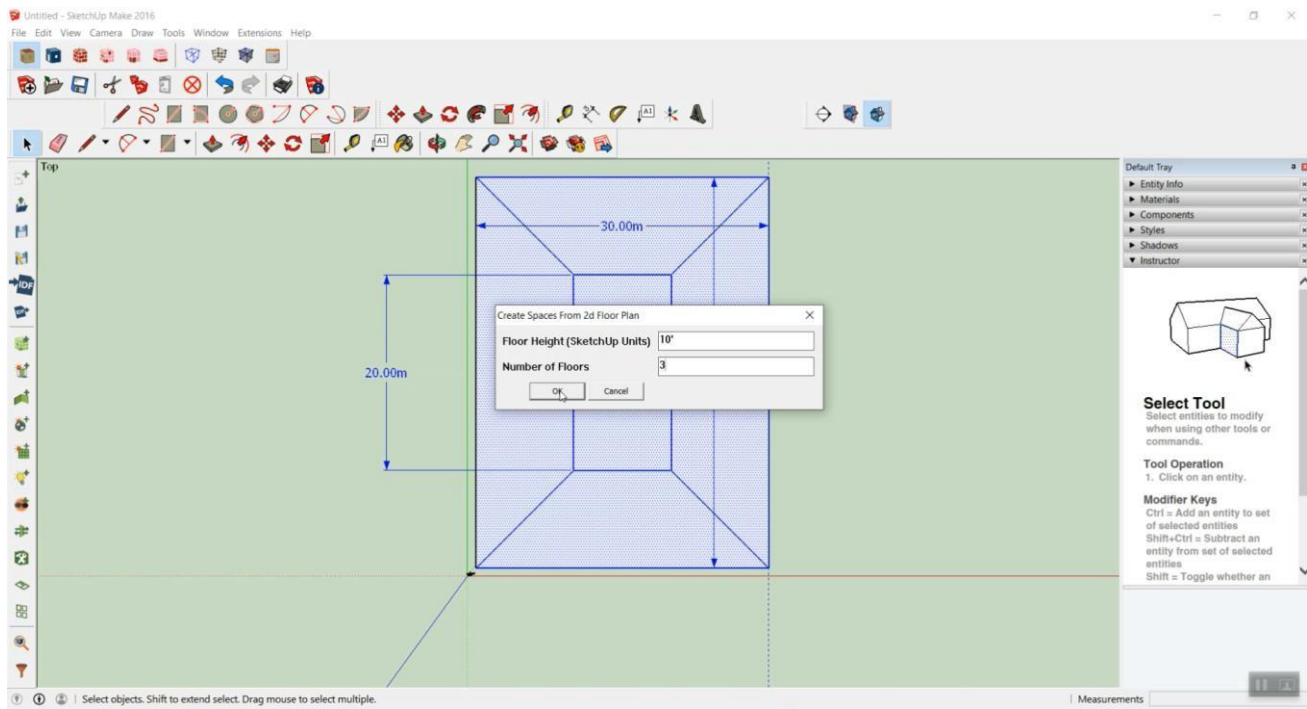 Untitled - SketchUp Make 2016
File Edit View Camera Draw Tools Window Extensions Help
A1
A1
Top
Default Tray
Entity Info
Materials
Components
Styles
Shadows
Instructor
30.00m
Create Spaces From 2d Floor Plan
Floor Height (SketchUp Units) 10'
Number of Floors 3
OK Cancel
20.00m
IDF
Select Tool
Select entities to modify
when using other tools or
commands.
Tool Operation
1. Click on an entity.
Modifier Keys
Ctrl = Add an entity to set
of selected entities
Shift+Ctrl = Subtract an
entity from set of selected
entities
Shift = Toggle whether an
Select objects. Shift to extend select. Drag mouse to select multiple.
Measurements